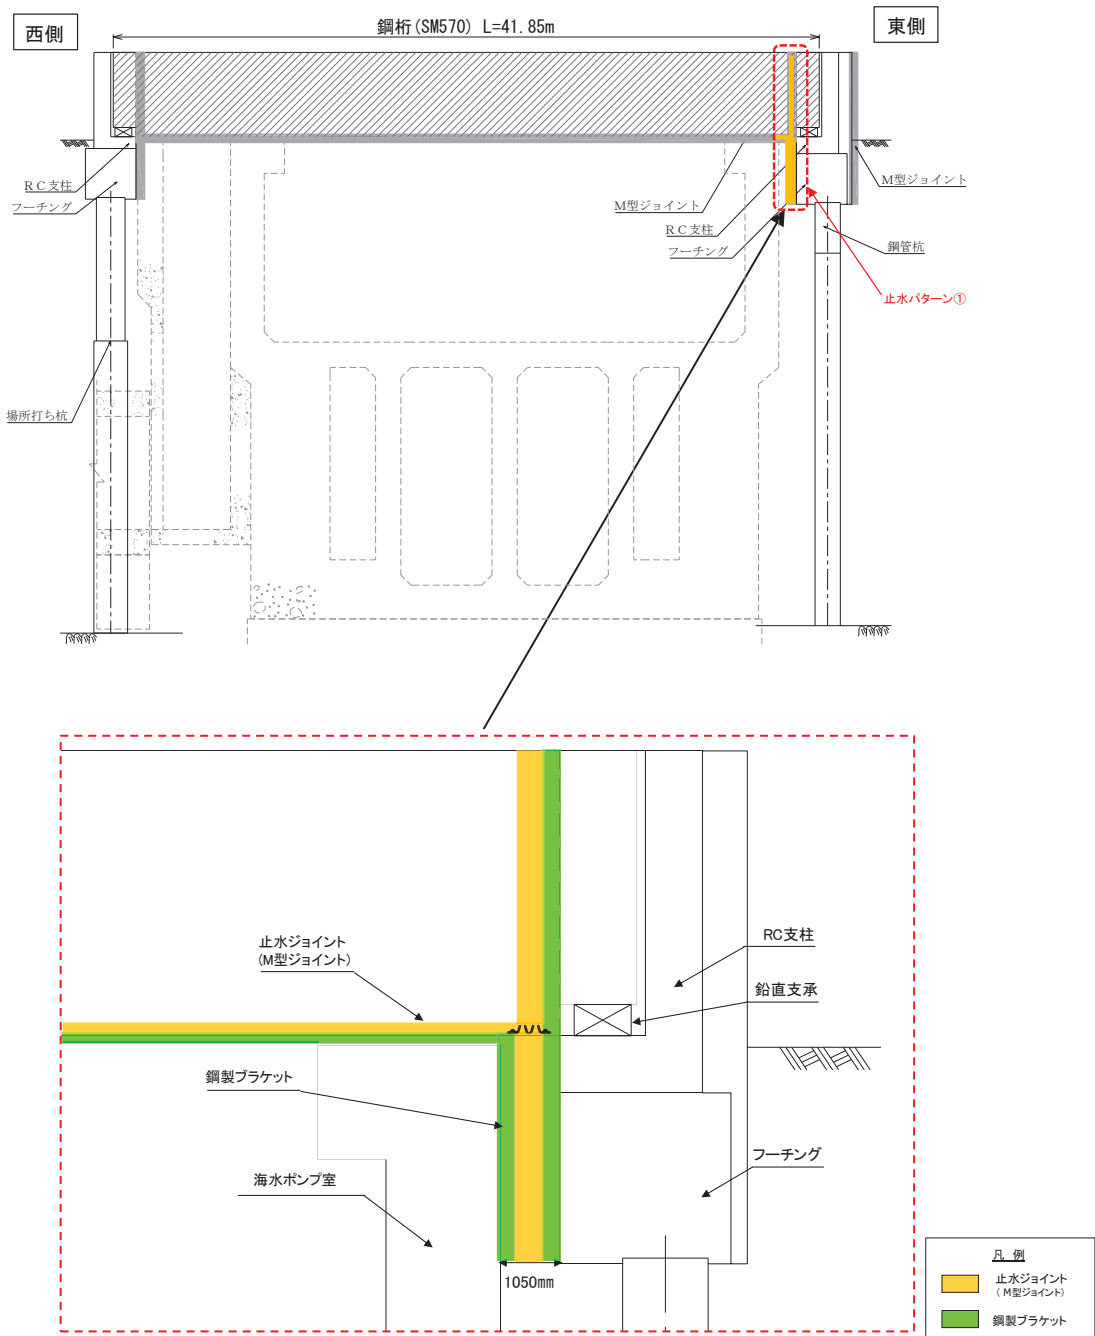 西側
鋼桁(SM570) L=41.85m
東側
RC支柱
フーチング
M型ジョイント
RC支柱
フーチング
M型ジョイント
鋼管杭
止水パターン①
場所打ち杭
止水ジョイント
(M型ジョイント)
RC支柱
鉛直支承
鋼製ブラケット
海水ポンプ室
フーチング
1050mm
凡 例
止水ジョイント
(M型ジョイント)
鋼製ブラケット